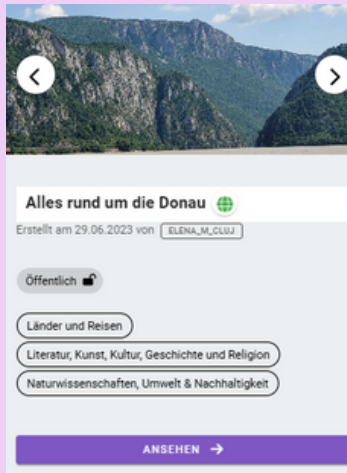 Alles rund um die Donau
Erstellt am 29.06.2023 von ELENA_M_CLUJ
Öffentlich
Länder und Reisen
Literatur, Kunst, Kultur, Geschichte und Religion
Naturwissenschaften, Umwelt & Nachhaltigkeit
ANSEHEN